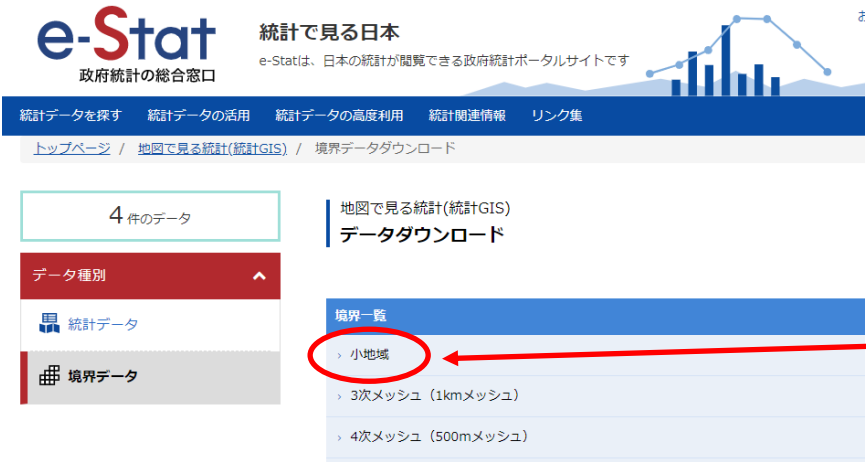 e-Stat
政府統計の総合窓口
統計で見る日本
e-Statは、日本の統計が閲覧できる政府統計ポータルサイトです
お
統計データを探す 統計データの活用 統計データの高度利用 統計関連情報 リンク集
トップページ / 地図で見る統計(統計GIS) / 境界データダウンロード
4 件のデータ
データ種別
統計データ
境界データ
地図で見る統計(統計GIS)
データダウンロード
境界一覧
› 小地域
› 3次メッシュ（1kmメッシュ）
› 4次メッシュ（500mメッシュ）